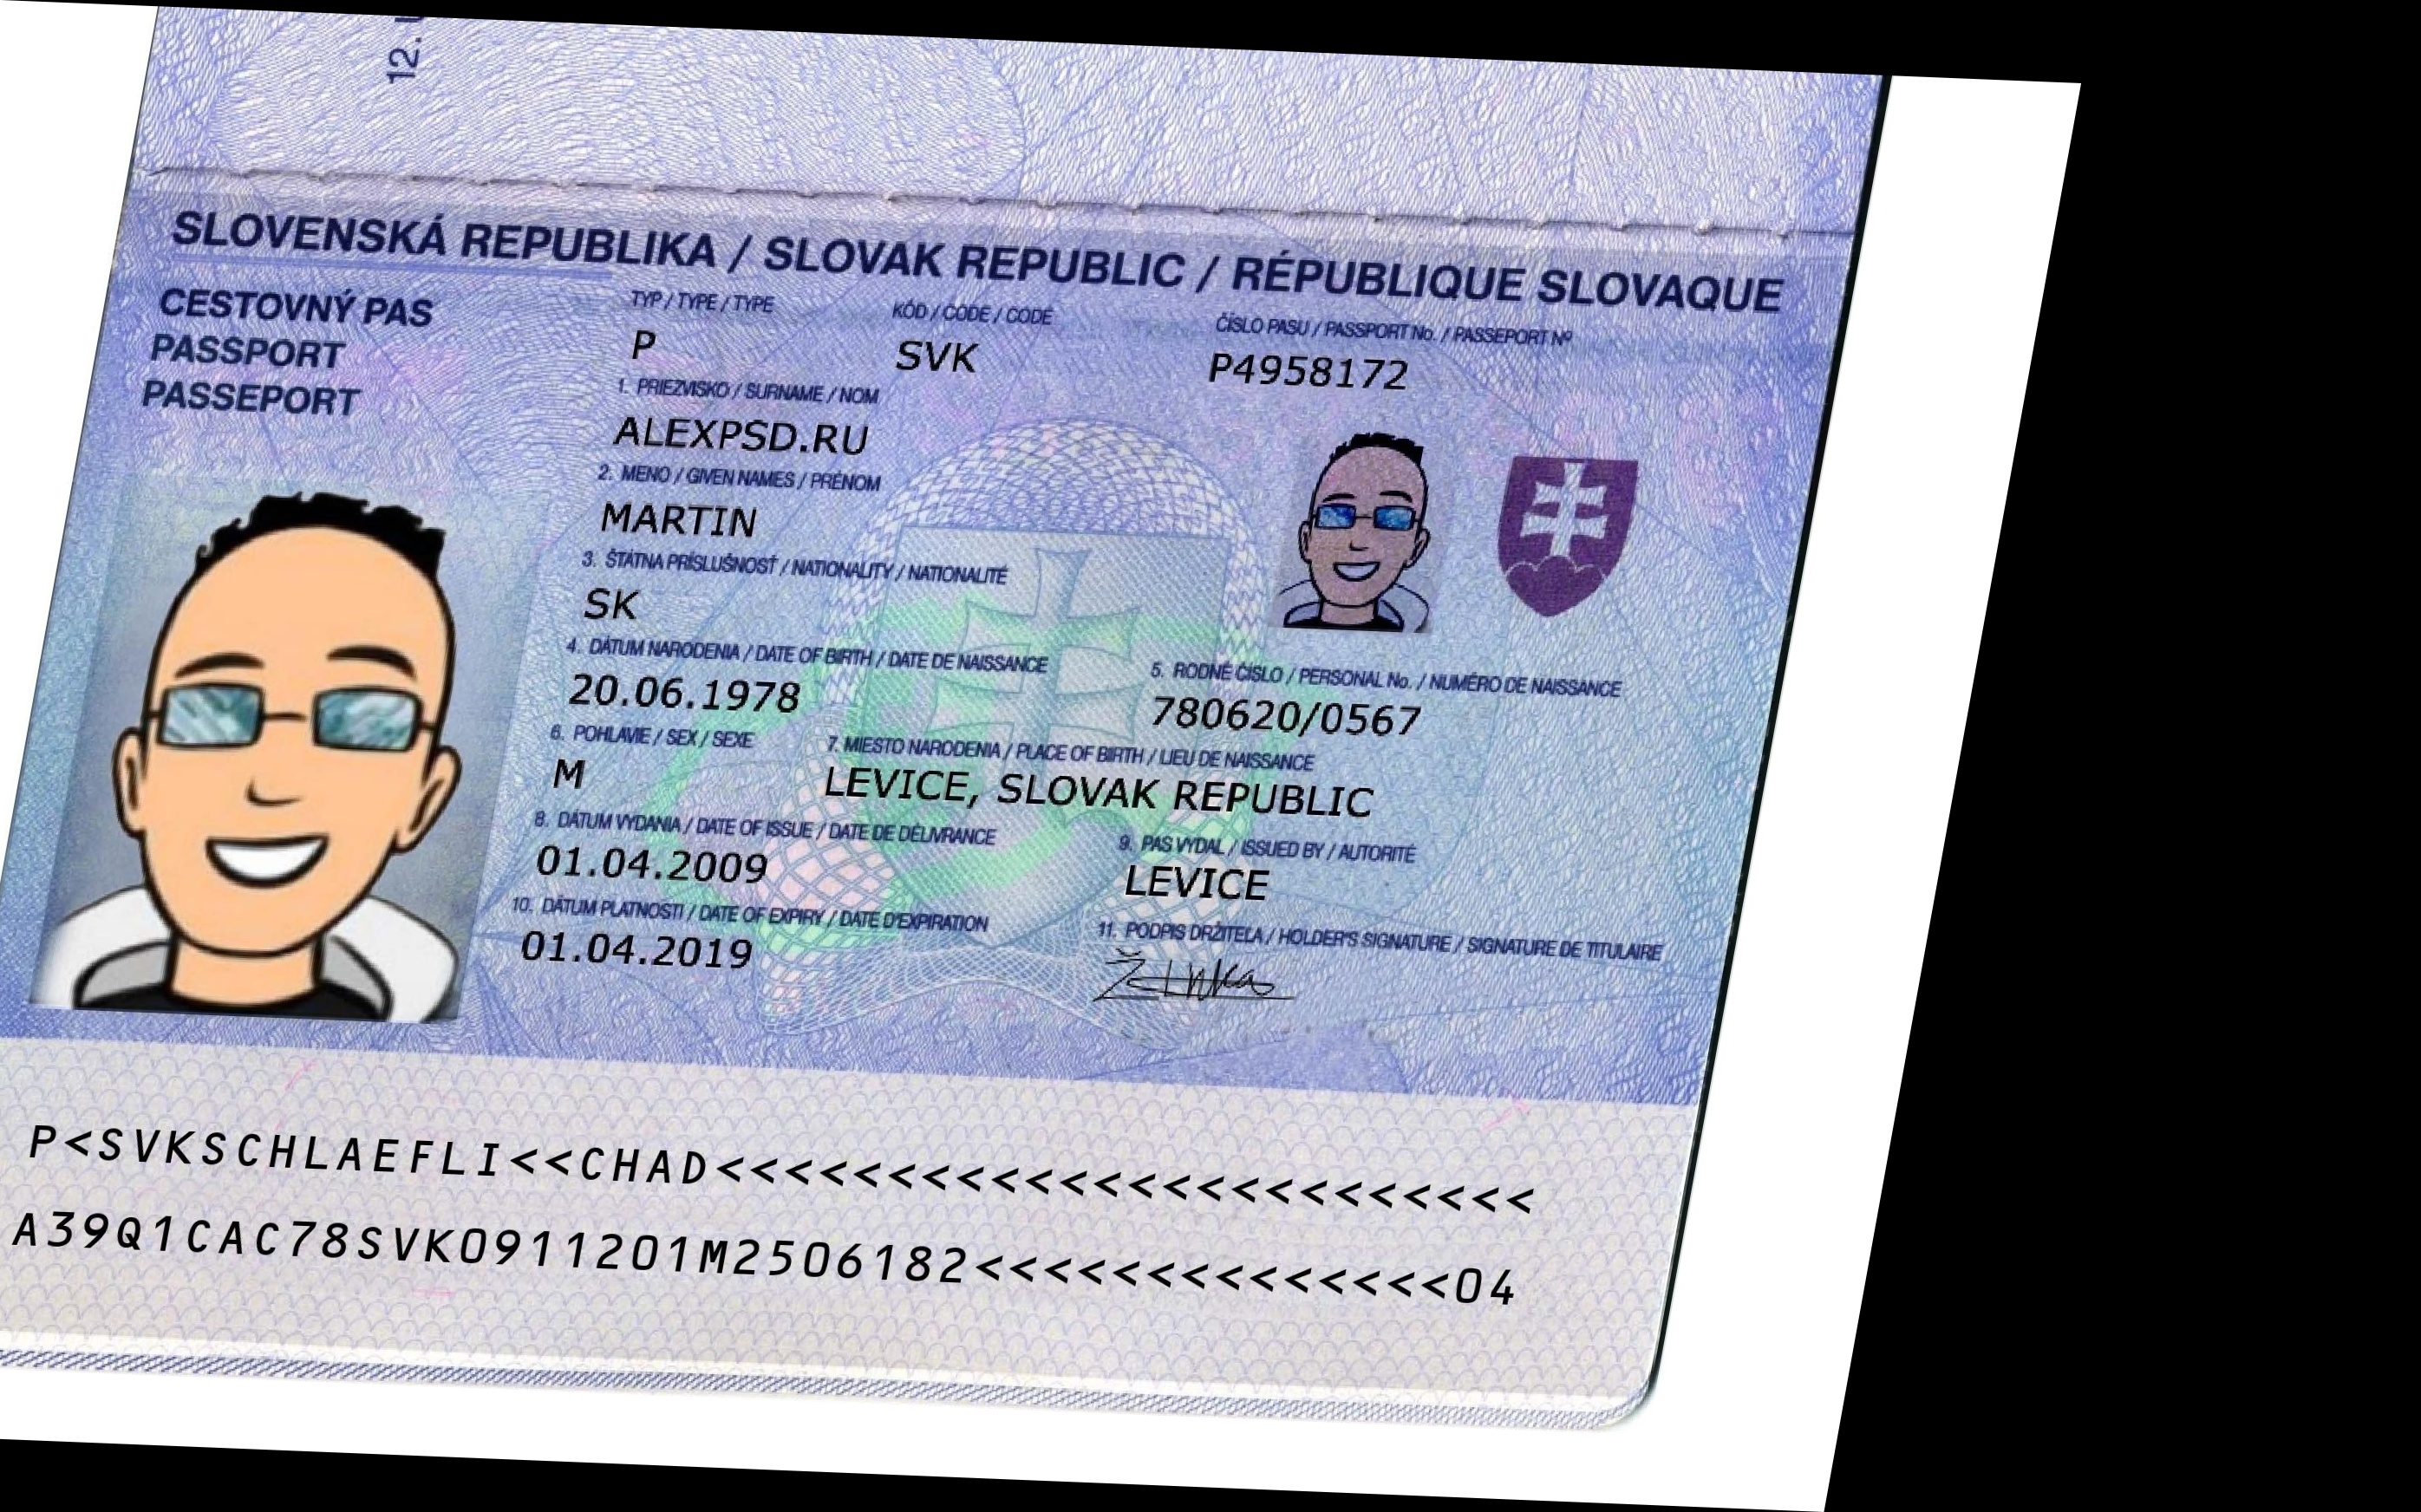 12.
SLOVENSKÁ REPUBLIKA / SLOVAK REPUBLIC / RÉPUBLIQUE SLOVAQUE
CESTOVNÝ PAS
PASSPORT
PASSEPORT
TYP / TYPE / TYPE KÓD / CODE / CODE ČÍSLO PASU / PASSPORT No. / PASSEPORT Nº
P SVK P4958172
1. PRIEZVISKO / SURNAME / NOM
ALEXPSD.RU
2. MENO / GIVEN NAMES / PRÉNOM
MARTIN
3. ŠTÁTNA PRÍSLUŠNOSŤ / NATIONALITY / NATIONALITÉ
SK
4. DÁTUM NARODENIA / DATE OF BIRTH / DATE DE NAISSANCE 5. RODNÉ ČÍSLO / PERSONAL No. / NUMÉRO DE NAISSANCE
20.06.1978 780620/0567
6. POHLAVIE / SEX / SEXE 7. MIESTO NARODENIA / PLACE OF BIRTH / LIEU DE NAISSANCE
M LEVICE, SLOVAK REPUBLIC
8. DÁTUM VYDANIA / DATE OF ISSUE / DATE DE DÉLIVRANCE 9. PAS VYDAL / ISSUED BY / AUTORITÉ
01.04.2009 LEVICE
10. DÁTUM PLATNOSTI / DATE OF EXPIRY / DATE D'EXPIRATION 11. PODPIS DRŽITEĽA / HOLDER'S SIGNATURE / SIGNATURE DE TITULAIRE
01.04.2019
P<SVKSCHLAEFLI<<CHAD<<<<<<<<<<<<<<<<<<<<<<<<
A39Q1CAC78SVK0911201M2506182<<<<<<<<<<<<<<04